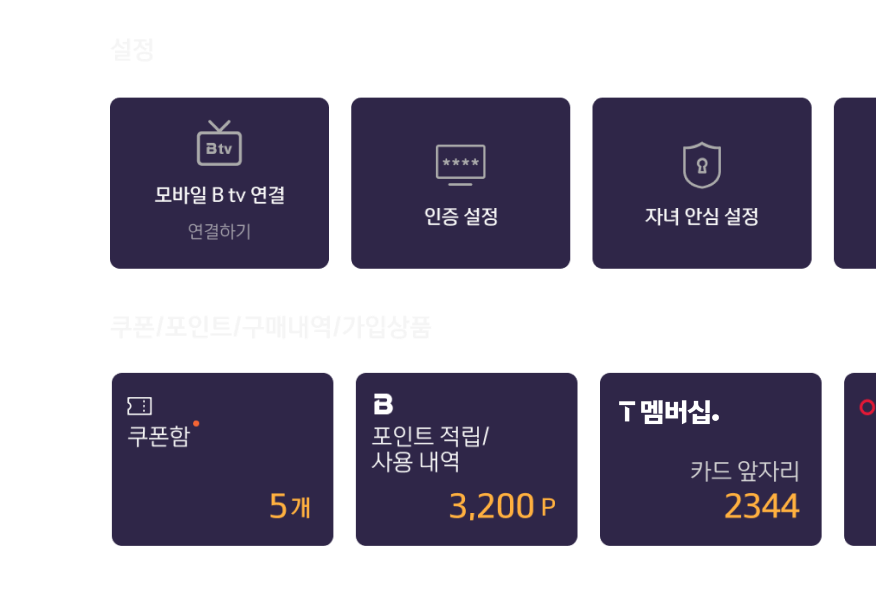 설정
Btv
모바일 B tv 연결
연결하기
****
인증 설정
자녀 안심 설정
쿠폰/포인트/구매내역/가입상품
쿠폰함
5개
B
포인트 적립/
사용 내역
3,200 P
T 멤버십.
카드 앞자리
2344